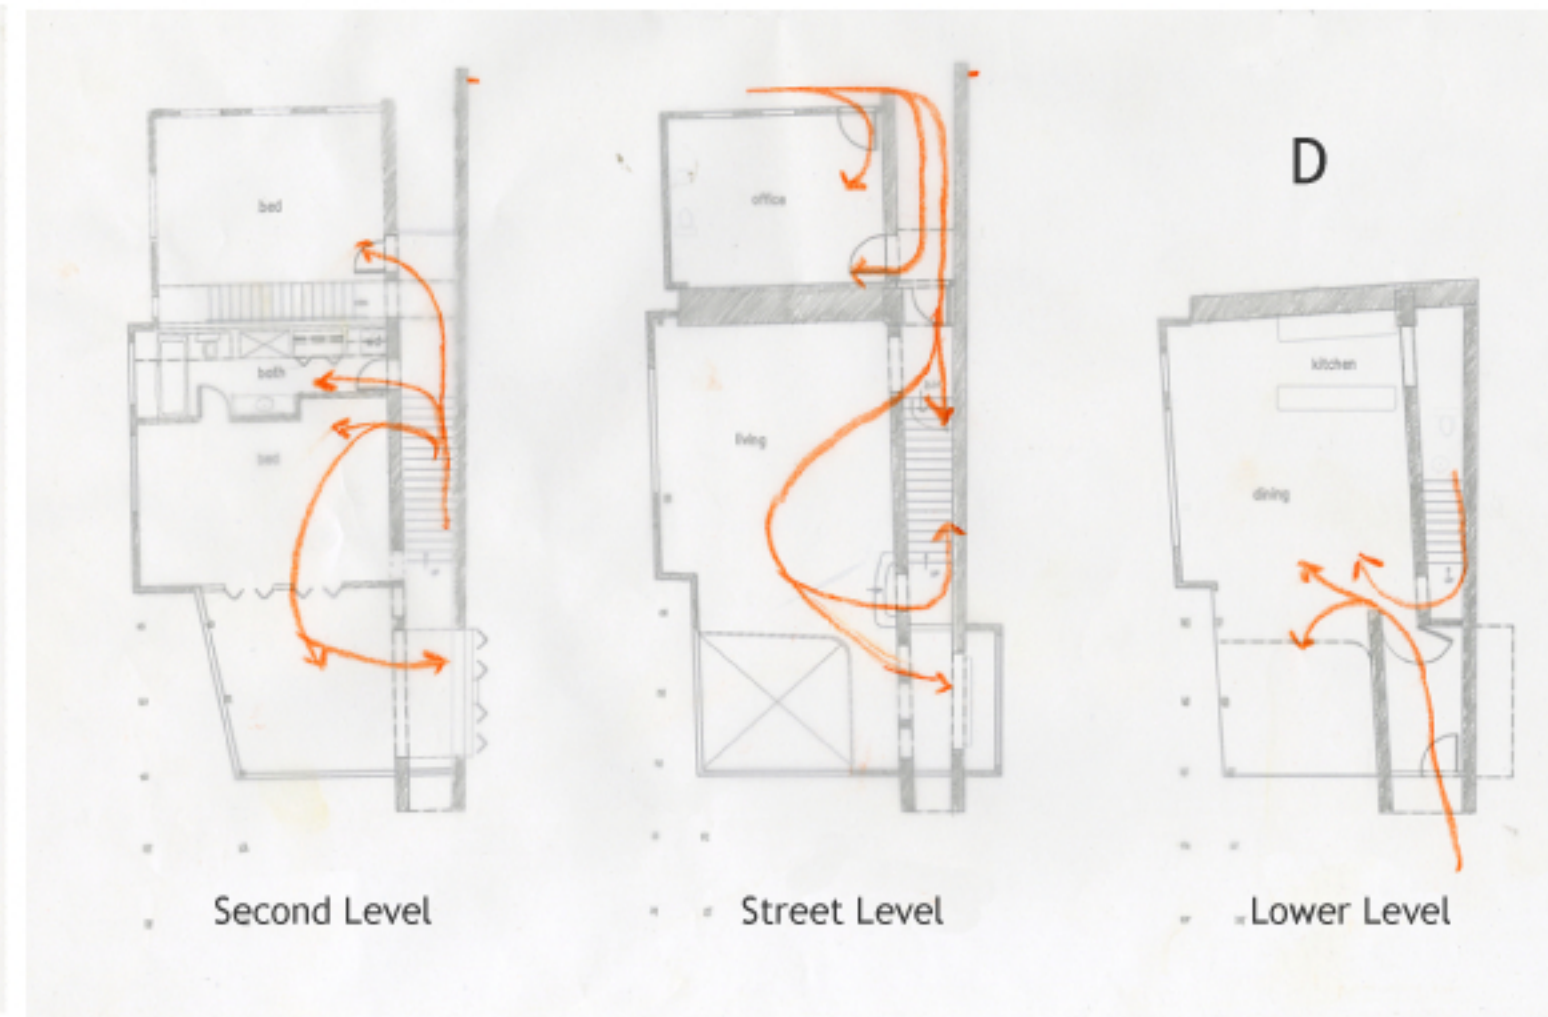 D
bed
bath
bed
Second Level
office
living
Street Level
kitchen
dining
Lower Level